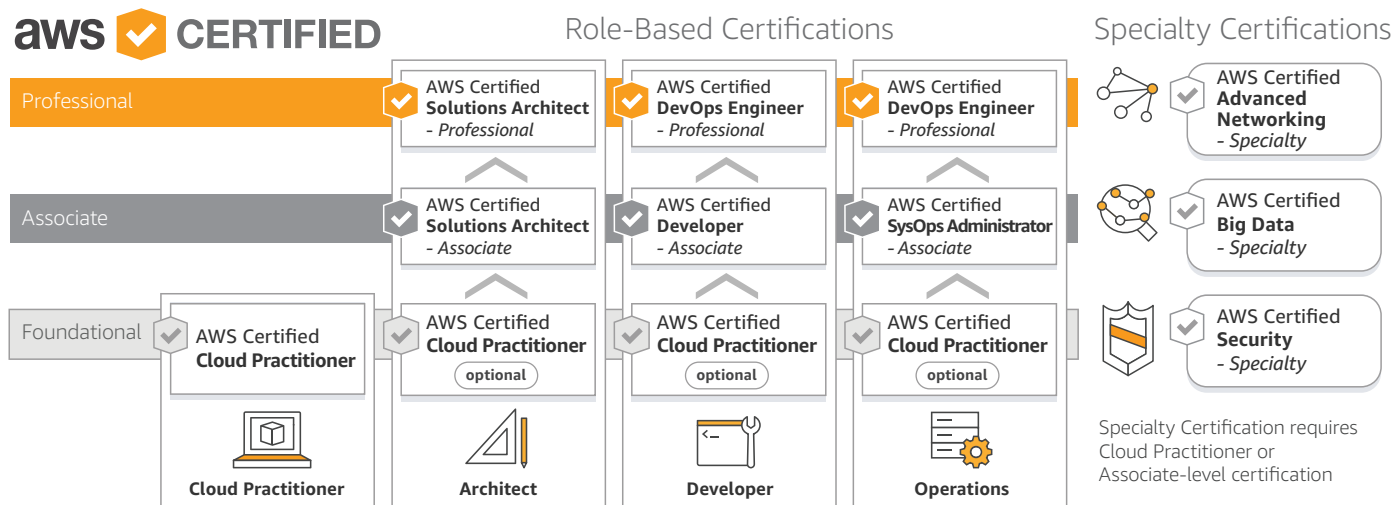 aws CERTIFIED
Role-Based Certifications
Specialty Certifications
Professional
AWS Certified
Solutions Architect
- Professional
AWS Certified
DevOps Engineer
- Professional
AWS Certified
DevOps Engineer
- Professional
AWS Certified
Advanced
Networking
- Specialty
Associate
AWS Certified
Solutions Architect
- Associate
AWS Certified
Developer
- Associate
AWS Certified
SysOps Administrator
- Associate
AWS Certified
Big Data
- Specialty
Foundational
AWS Certified
Cloud Practitioner
AWS Certified
Cloud Practitioner
optional
AWS Certified
Cloud Practitioner
optional
AWS Certified
Cloud Practitioner
optional
AWS Certified
Security
- Specialty
Cloud Practitioner
Architect
Developer
Operations
Specialty Certification requires
Cloud Practitioner or
Associate-level certification